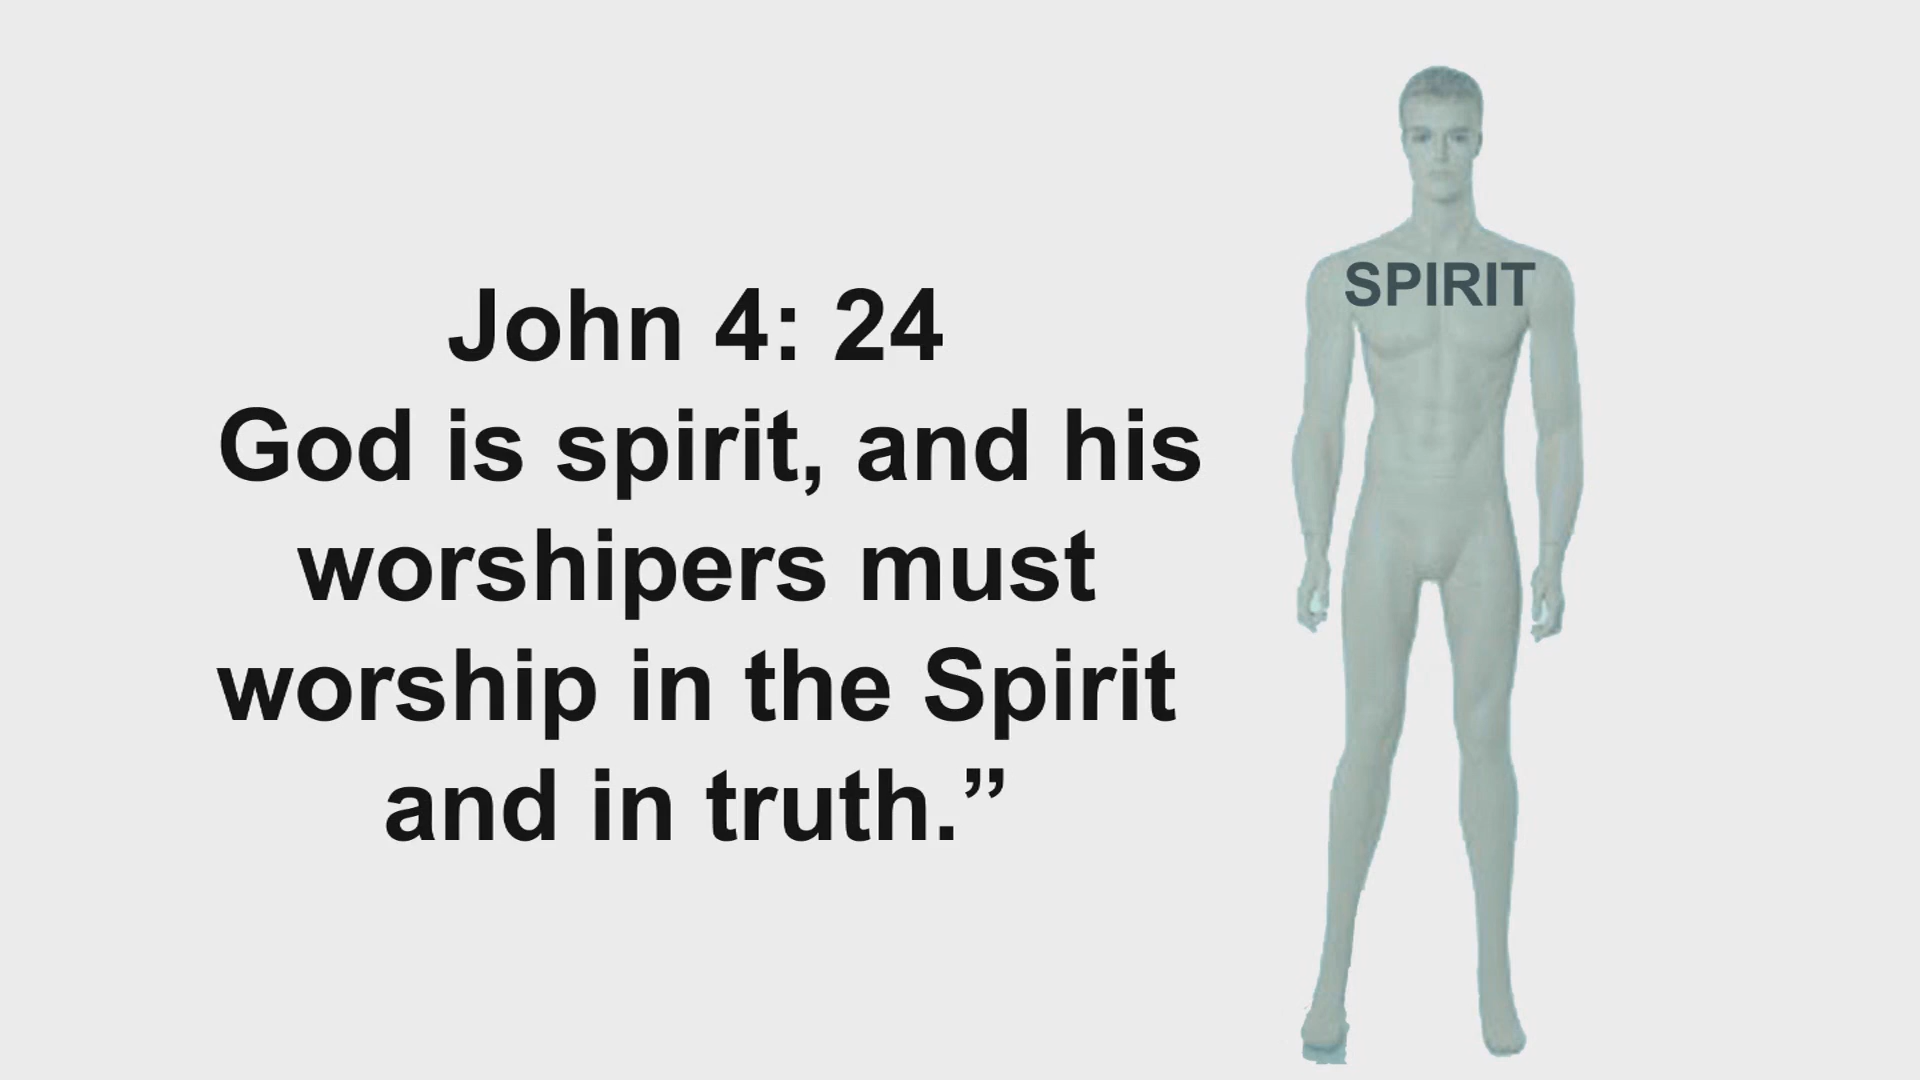 John 4: 24
God is spirit, and his
worshipers must
worship in the Spirit
and in truth.”
SPIRIT